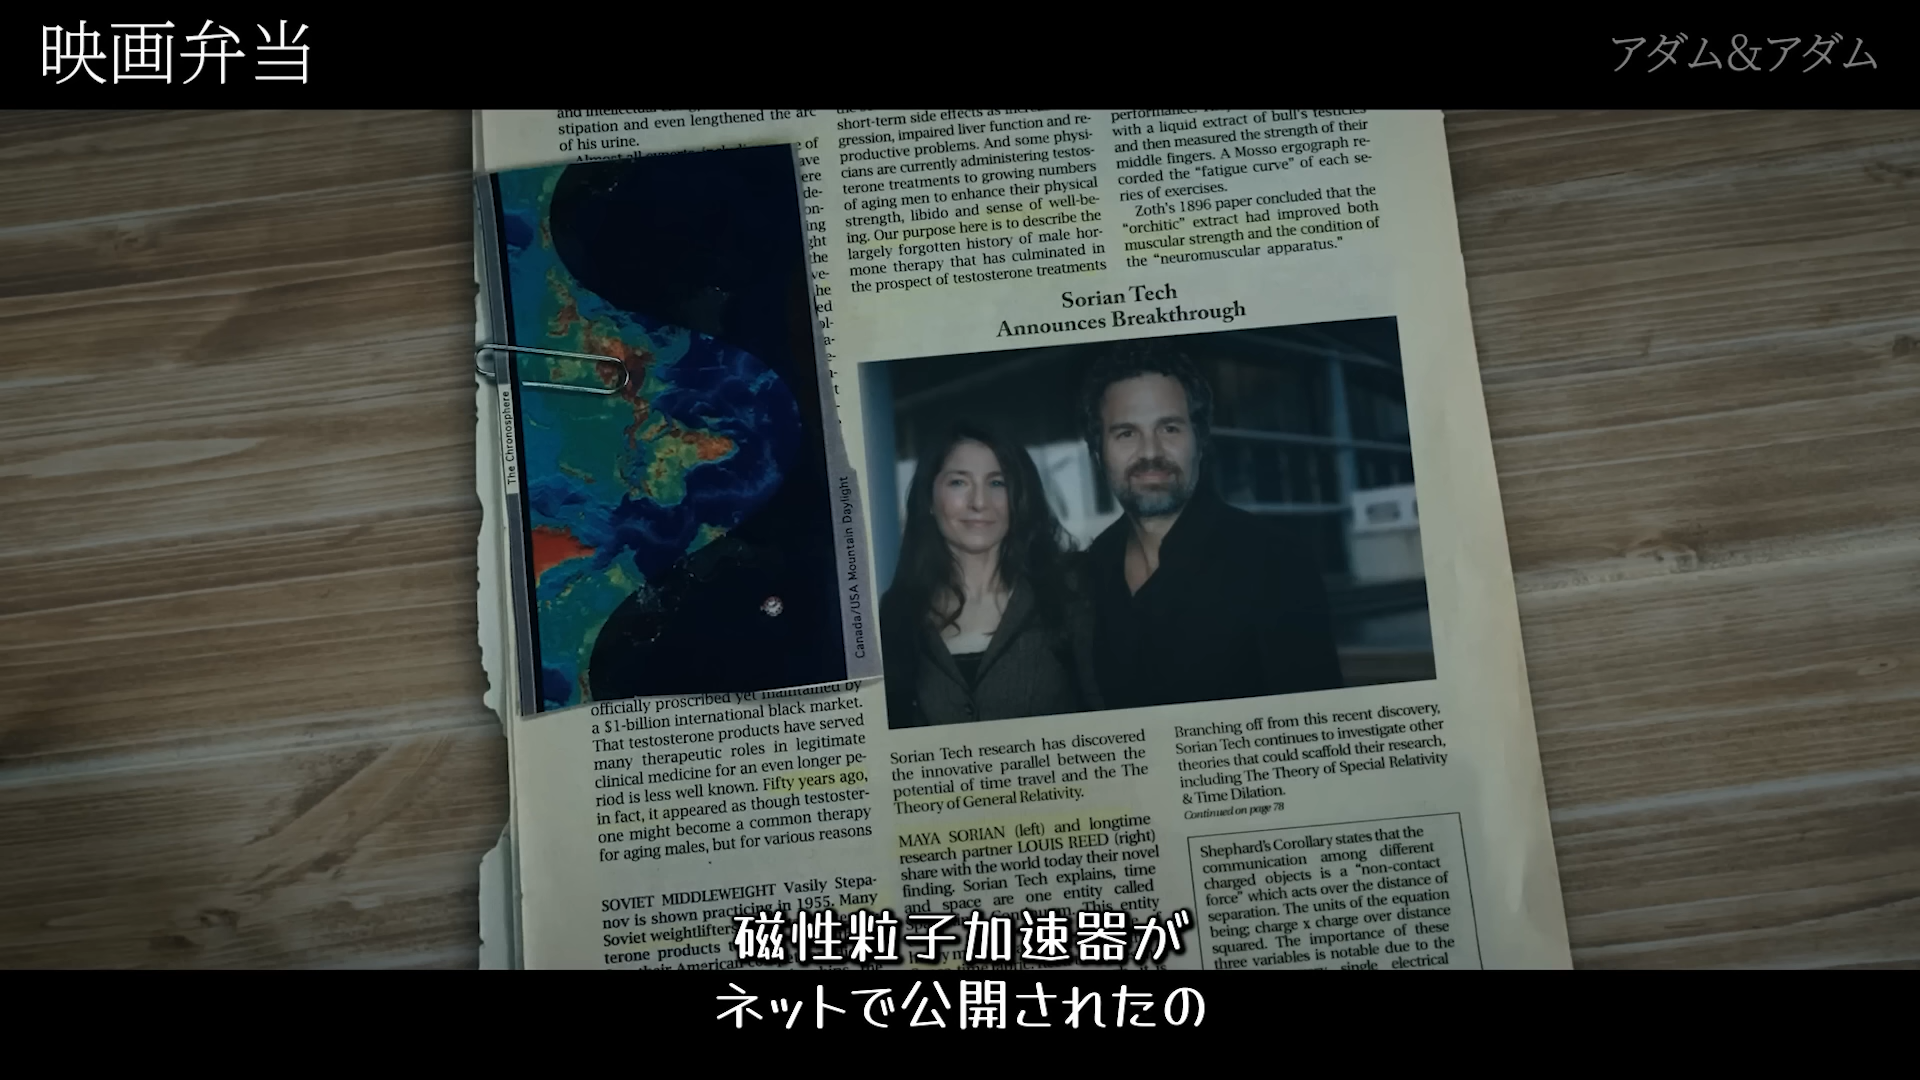 映画弁当
アダム&アダム
stipation and even lengthened the arc
of his urine.
officially proscribed yet maintained by
a $1-billion international black market.
That testosterone products have served
many therapeutic roles in legitimate
clinical medicine for an even longer pe-
riod is less well known. Fifty years ago,
in fact, it appeared as though testoster-
one might become a common therapy
for aging males, but for various reasons
SOVIET MIDDLEWEIGHT Vasily Stepa-
nov is shown practicing in 1955. Many
Soviet weightlifters
terone products
their American
The Chronosphere
Canada/USA Mountain Daylight
short-term side effects as
gression, impaired liver function and re-
productive problems. And some physi-
cians are currently administering testos-
terone treatments to growing numbers
of aging men to enhance their physical
strength, libido and sense of well-be-
ing. Our purpose here is to describe the
largely forgotten history of male hor-
mone therapy that has culminated in
the prospect of testosterone treatments
with a liquid extract of bull's testicles
and then measured the strength of their
middle fingers. A Mosso ergograph re-
corded the “fatigue curve” of each se-
ries of exercises.
Zoth's 1896 paper concluded that the
“orchitic” extract had improved both
muscular strength and the condition of
the “neuromuscular apparatus.”
Sorian Tech
Announces Breakthrough
Sorian Tech research has discovered
the innovative parallel between the
potential of time travel and the The
Theory of General Relativity.
MAYA SORIAN (left) and longtime
research partner LOUIS REED (right)
share with the world today their novel
finding. Sorian Tech explains, time
and space are one entity called
This entity
Branching off from this recent discovery,
Sorian Tech continues to investigate other
theories that could scaffold their research,
including The Theory of Special Relativity
& Time Dilation.
Continued on page 78
Shephard's Corollary states that the
communication among different
charged objects is a “non-contact
force” which acts over the distance of
separation. The units of the equation
being; charge x charge over distance
squared. The importance of these
three variables is notable due to the
single electrical
磁性粒子加速器が
ネットで公開されたの